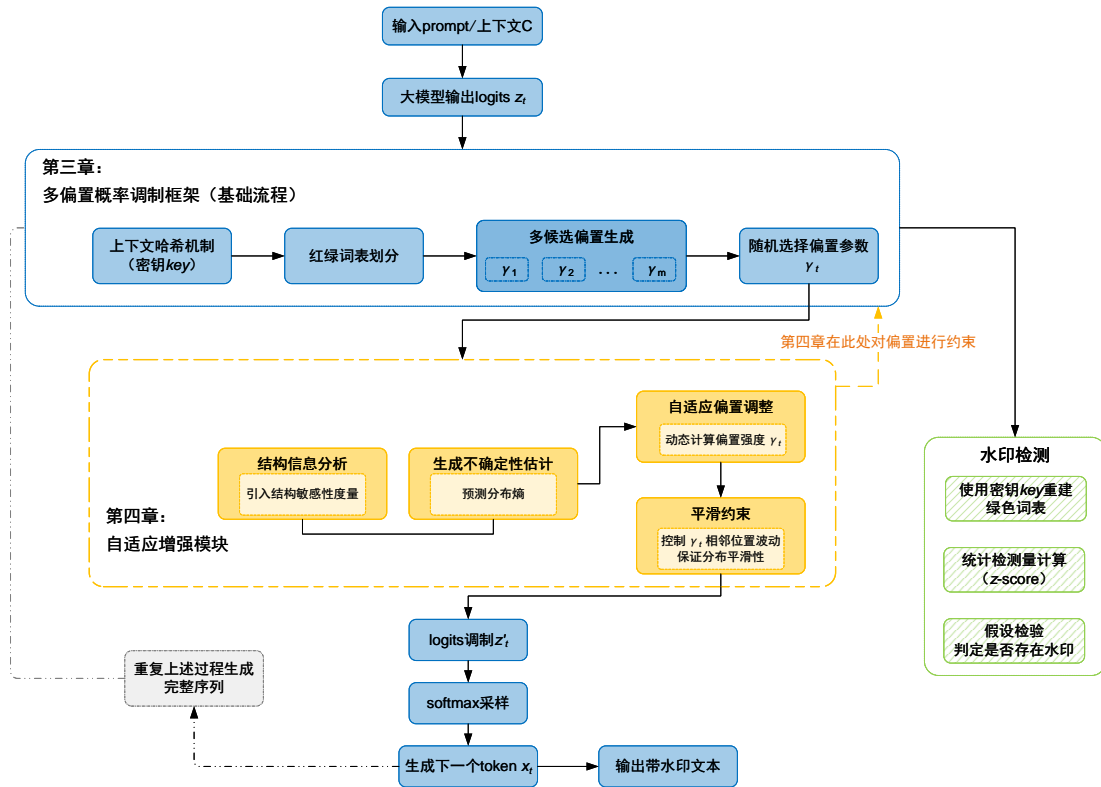 输入prompt/上下文C
大模型输出logits zt
第三章：
多偏置概率调制框架（基础流程）
上下文哈希机制
（密钥key）
红绿词表划分
多候选偏置生成
γ1 γ2 ... γm
随机选择偏置参数
γt
第四章在此处对偏置进行约束
自适应偏置调整
动态计算偏置强度 γt
结构信息分析
引入结构敏感性度量
生成不确定性估计
预测分布熵
平滑约束
控制 γt 相邻位置波动
保证分布平滑性
第四章：
自适应增强模块
水印检测
使用密钥key重建
绿色词表
统计检测量计算
（z-score）
假设检验
判定是否存在水印
logits调制z't
重复上述过程生成
完整序列
softmax采样
生成下一个token xt
输出带水印文本